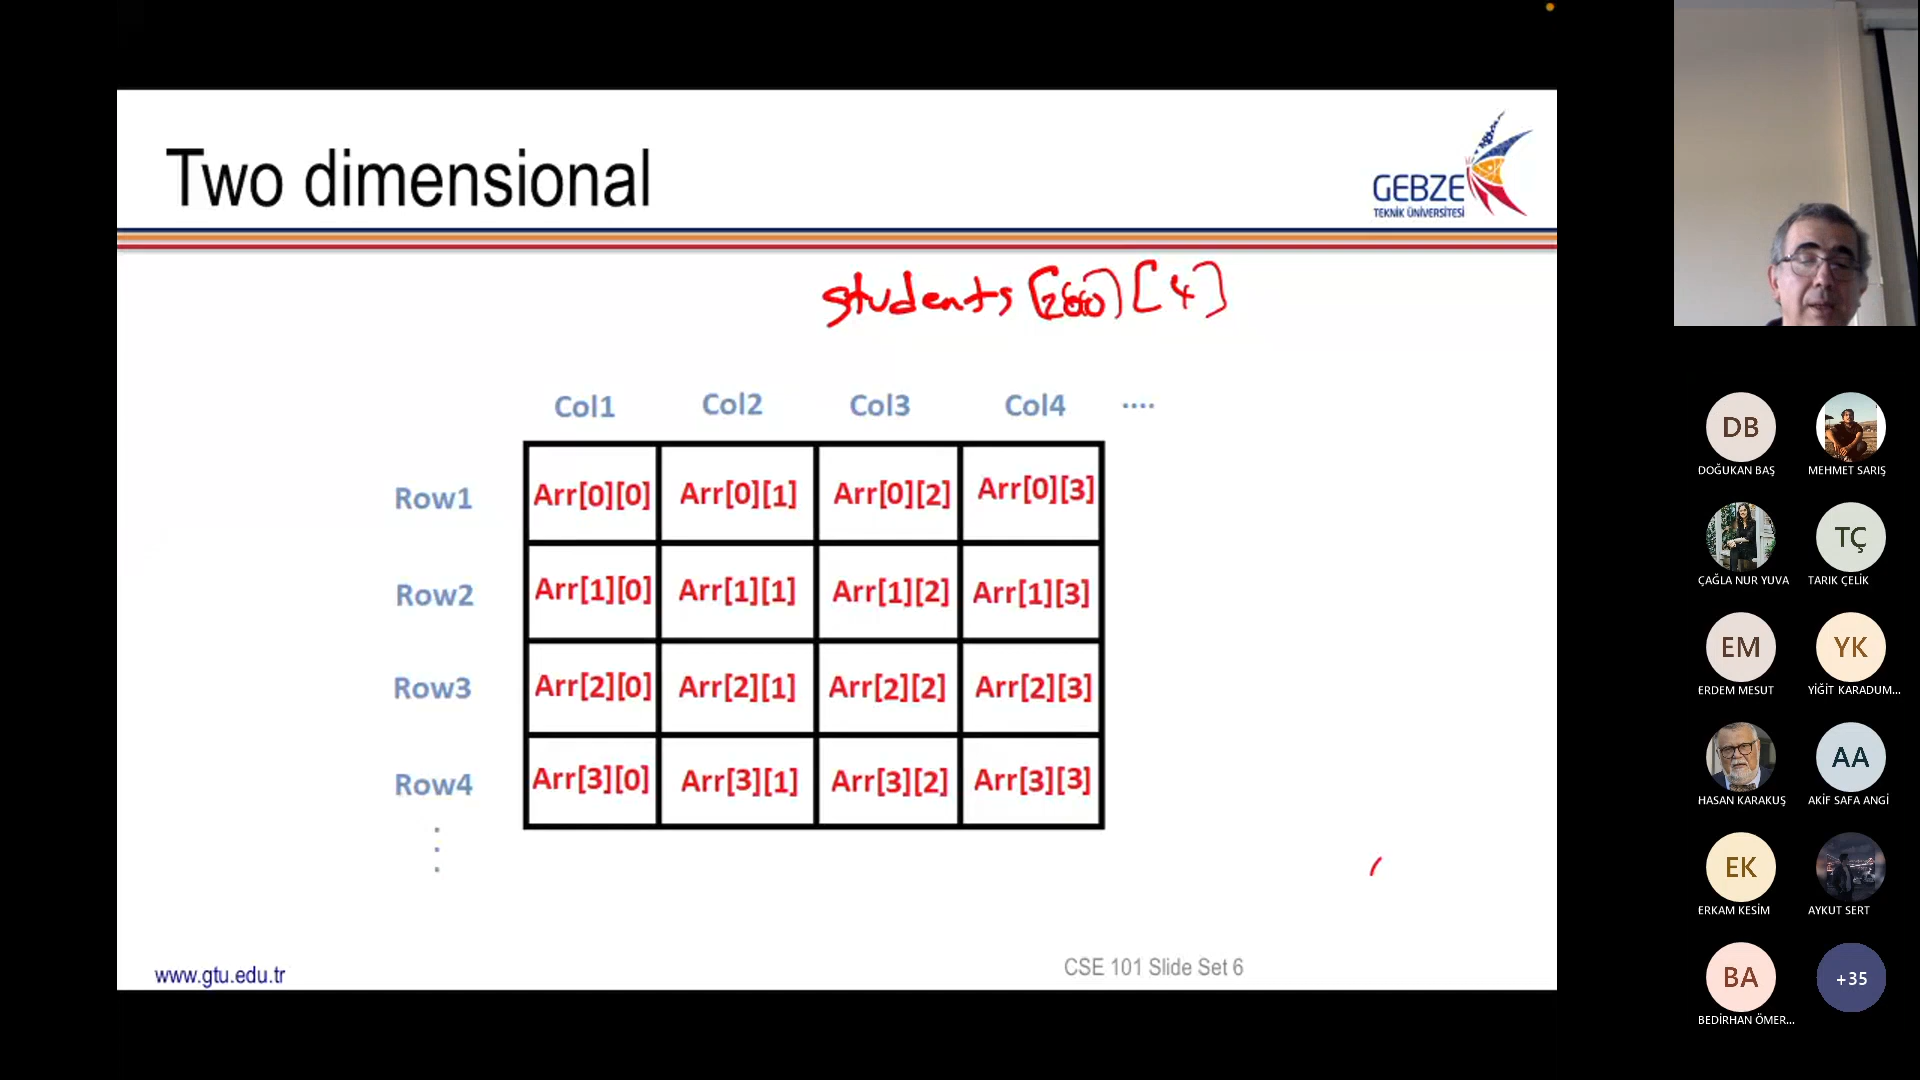 Two dimensional
GEBZE
TEKNİK ÜNİVERSİTESİ
students [200] [4]
Col1 Col2 Col3 Col4 ....
Row1 Arr[0][0] Arr[0][1] Arr[0][2] Arr[0][3]
Row2 Arr[1][0] Arr[1][1] Arr[1][2] Arr[1][3]
Row3 Arr[2][0] Arr[2][1] Arr[2][2] Arr[2][3]
Row4 Arr[3][0] Arr[3][1] Arr[3][2] Arr[3][3]
www.gtu.edu.tr
CSE 101 Slide Set 6
DB
DOĞUKAN BAŞ
MEHMET SARIŞ
TÇ
ÇAĞLA NUR YUVA
TARIK ÇELİK
EM
YK
ERDEM MESUT
YİĞİT KARADUM...
AA
HASAN KARAKUŞ
AKİF SAFA ANGİ
EK
ERKAM KESİM
AYKUT SERT
BA
+35
BEDİRHAN ÖMER...